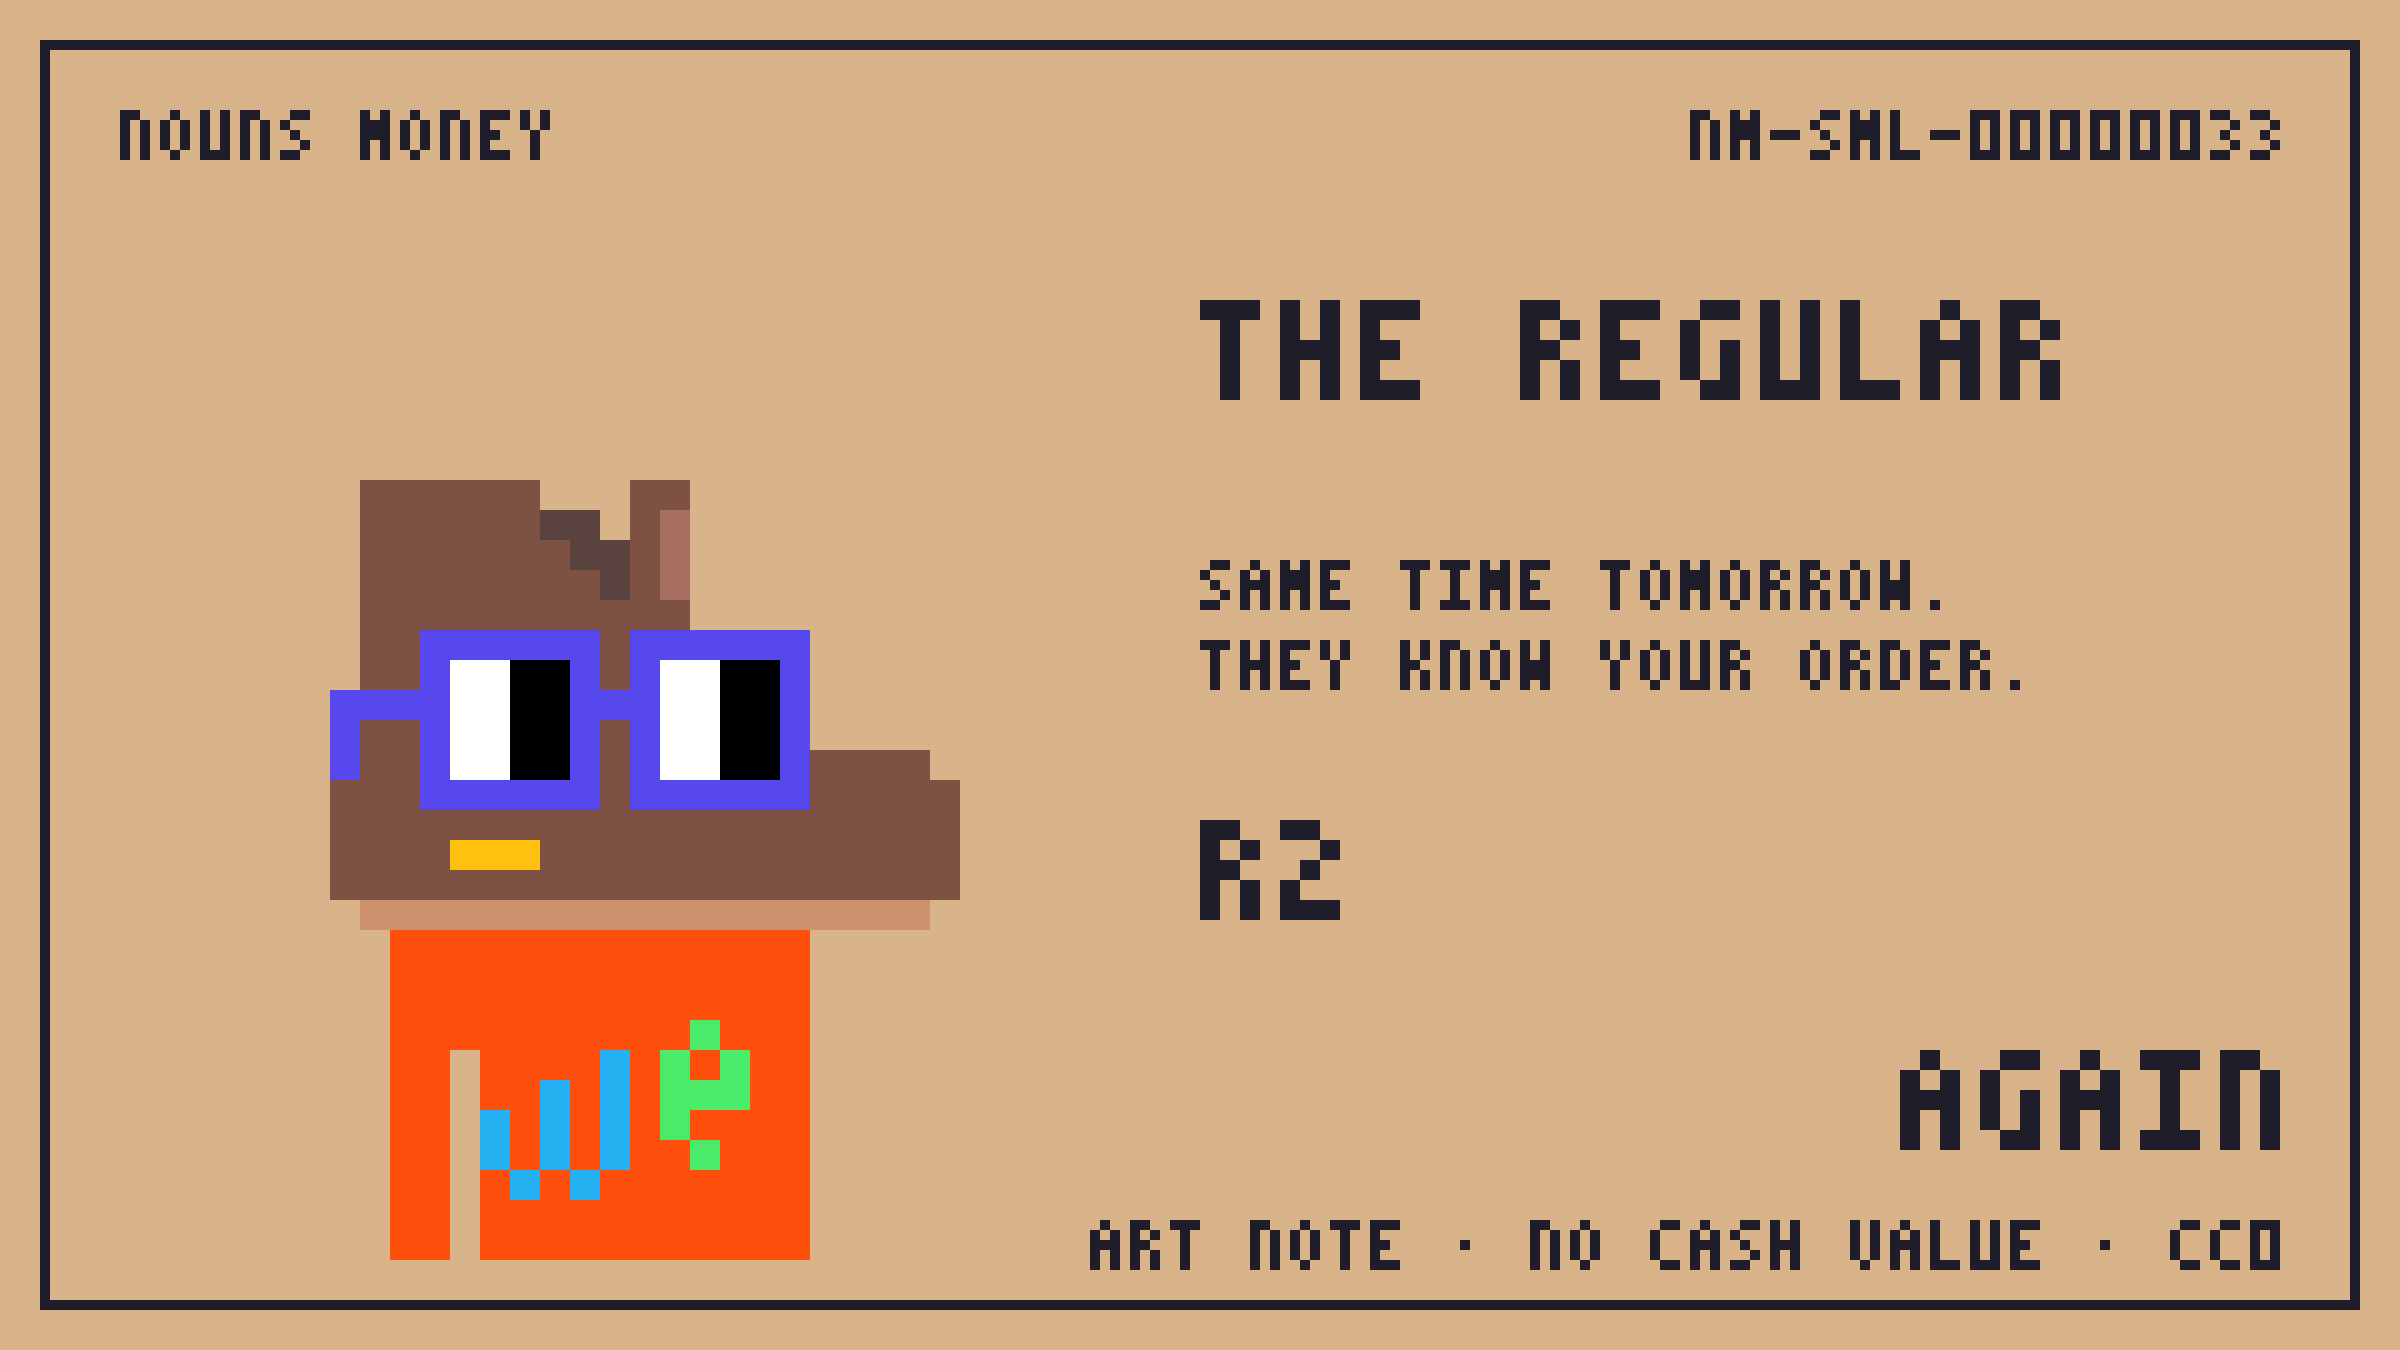 NOUNS MONEY
NM-SML-00000033
THE REGULAR
SAME TIME TOMORROW.
THEY KNOW YOUR ORDER.
R2
we
AGAIN
ART NOTE · NO CASH VALUE · CC0